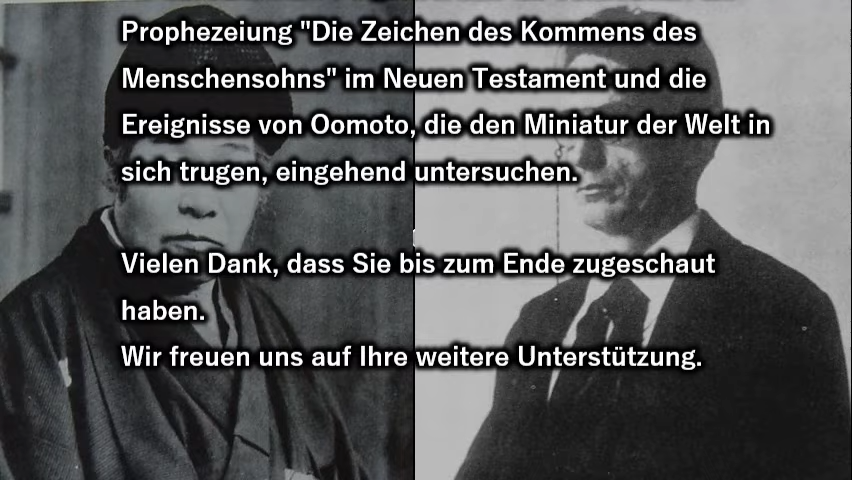 Prophezeiung "Die Zeichen des Kommens des
Menschensohns" im Neuen Testament und die
Ereignisse von Oomoto, die den Miniatur der Welt in
sich trugen, eingehend untersuchen.
Vielen Dank, dass Sie bis zum Ende zugeschaut
haben.
Wir freuen uns auf Ihre weitere Unterstützung.